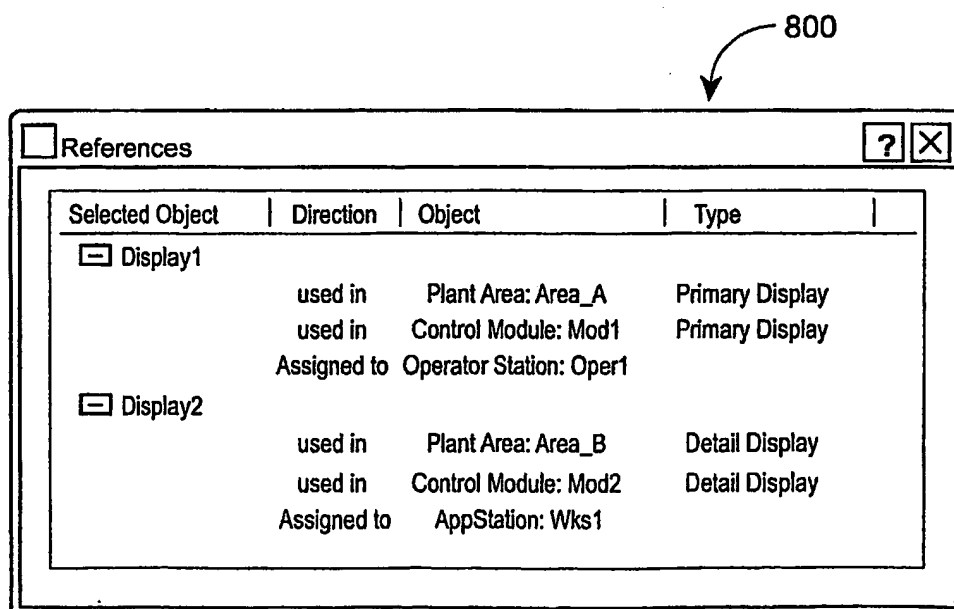 800
References ? X
Selected Object | Direction | Object | Type |
Display1
used in Plant Area: Area_A Primary Display
used in Control Module: Mod1 Primary Display
Assigned to Operator Station: Oper1
Display2
used in Plant Area: Area_B Detail Display
used in Control Module: Mod2 Detail Display
Assigned to AppStation: Wks1